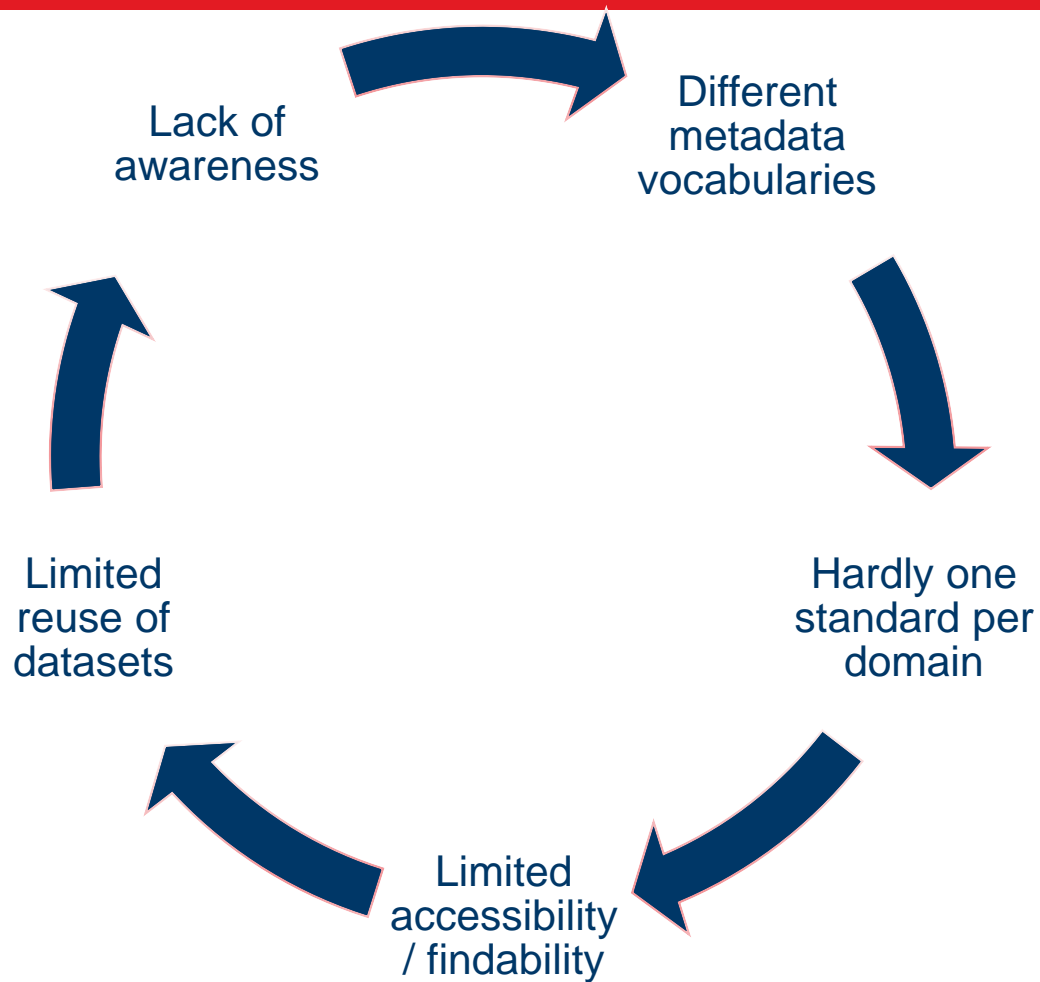 Lack of
awareness
Different
metadata
vocabularies
Hardly one
standard per
domain
Limited
accessibility
/ findability
Limited
reuse of
datasets